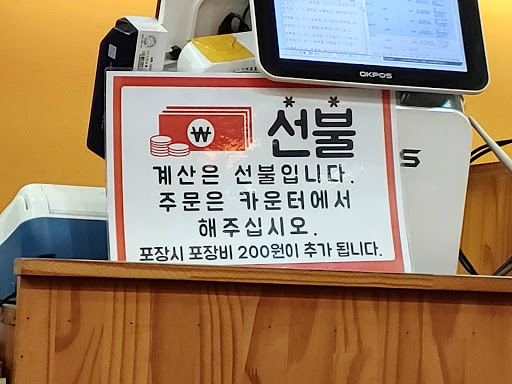 OKPOS
₩
*선불*
계산은 선불입니다.
주문은 카운터에서
해주십시오.
포장시 포장비 200원이 추가 됩니다.
S